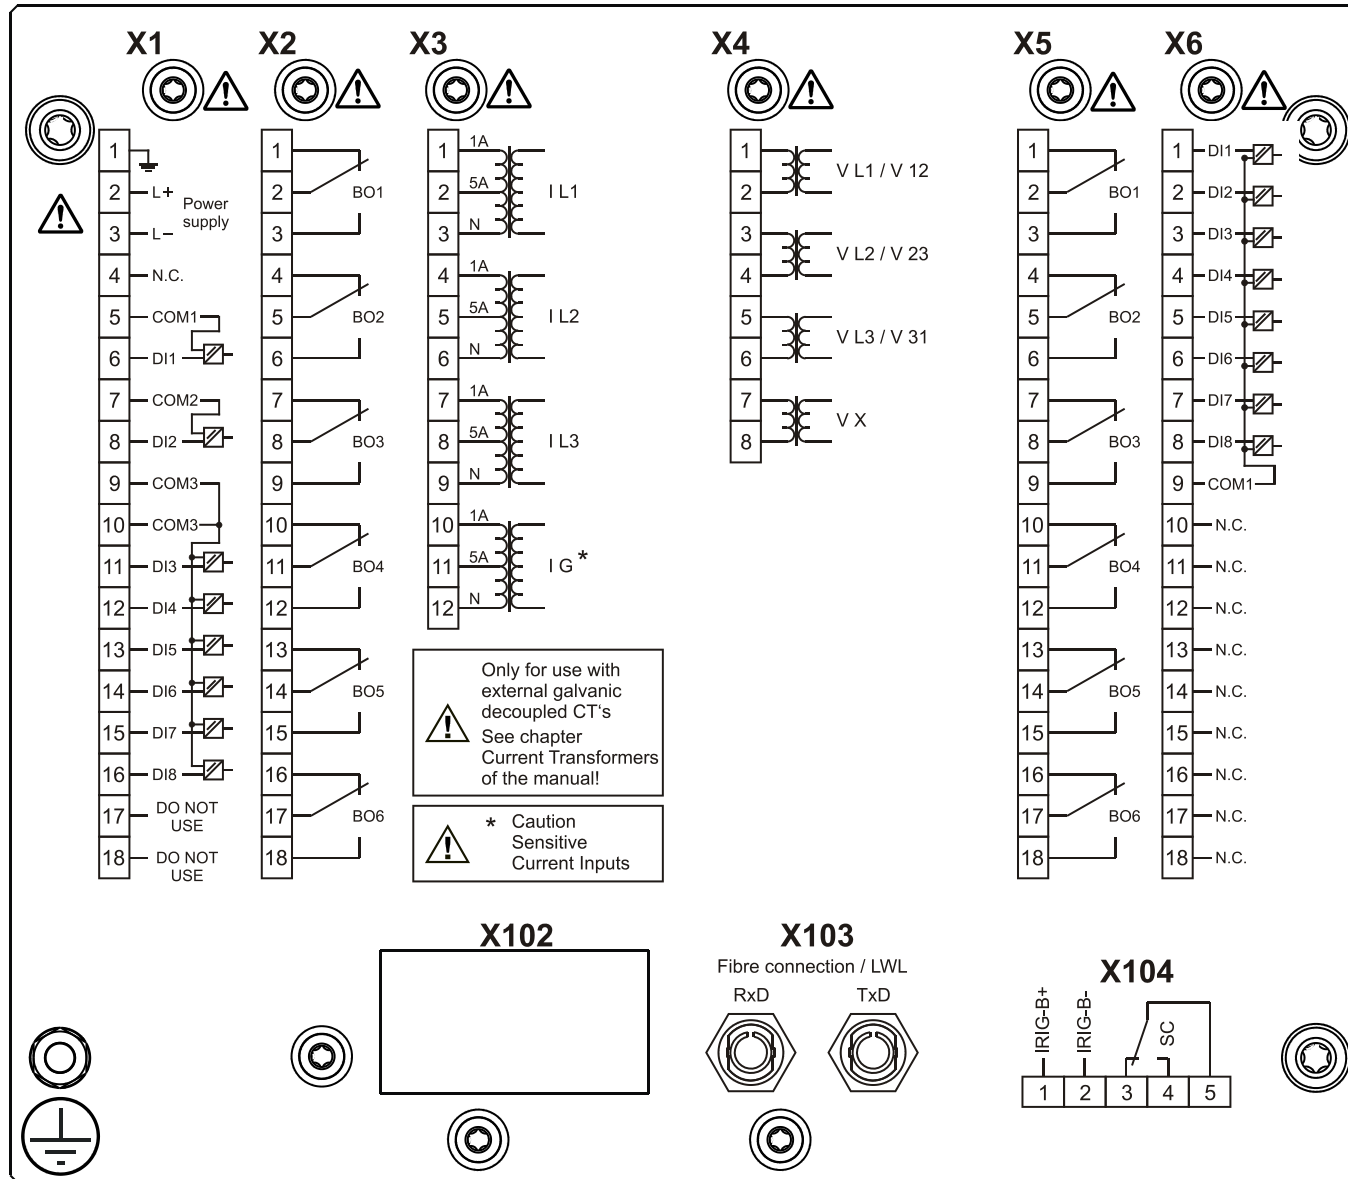 X1
1
2 L+
3 L−
Power
supply
4 N.C.
5 COM1
6 DI1
7 COM2
8 DI2
9 COM3
10 COM3
11 DI3
12 DI4
13 DI5
14 DI6
15 DI7
16 DI8
17 DO NOT
USE
18 DO NOT
USE
X2
1
2 BO1
3
4
5 BO2
6
7
8 BO3
9
10
11 BO4
12
13
14 BO5
15
16
17 BO6
18
X3
1 1A
2 5A I L1
3 N
4 1A
5 5A I L2
6 N
7 1A
8 5A I L3
9 N
10 1A
11 5A I G *
12 N
Only for use with
external galvanic
decoupled CT‘s
See chapter
Current Transformers
of the manual!
* Caution
Sensitive
Current Inputs
X4
1
V L1 / V 12
2
3
V L2 / V 23
4
5
V L3 / V 31
6
7
V X
8
X5
1
2 BO1
3
4
5 BO2
6
7
8 BO3
9
10
11 BO4
12
13
14 BO5
15
16
17 BO6
18
X6
1 DI1
2 DI2
3 DI3
4 DI4
5 DI5
6 DI6
7 DI7
8 DI8
9 COM1
10 N.C.
11 N.C.
12 N.C.
13 N.C.
14 N.C.
15 N.C.
16 N.C.
17 N.C.
18 N.C.
X102
X103
Fibre connection / LWL
RxD TxD
X104
IRIG-B+
IRIG-B-
SC
1 2 3 4 5